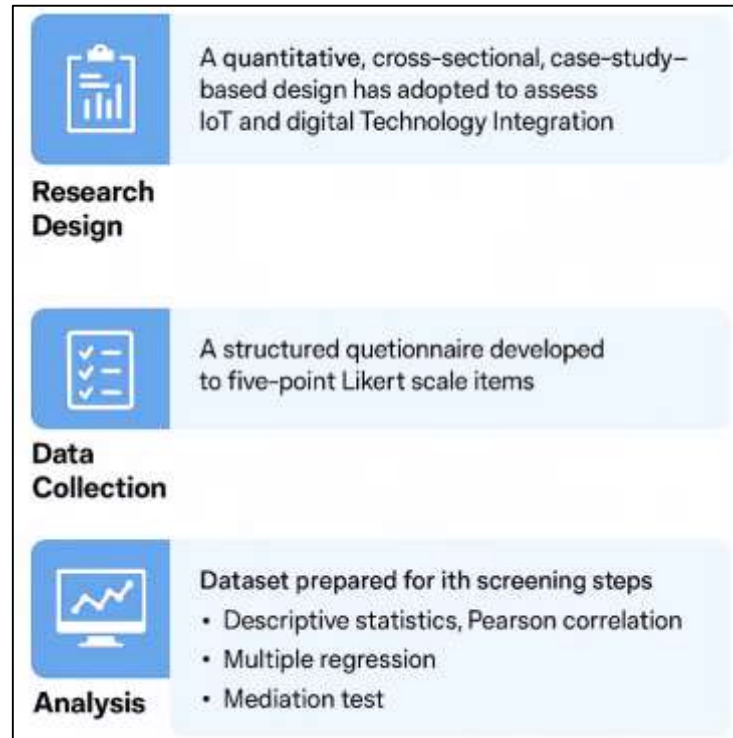 A quantitative, cross-sectional, case-study–
based design has adopted to assess
IoT and digital Technology Integration
Research
Design
A structured quetionnaire developed
to five-point Likert scale items
Data
Collection
Dataset prepared for ith screening steps
• Descriptive statistics, Pearson correlation
• Multiple regression
• Mediation test
Analysis